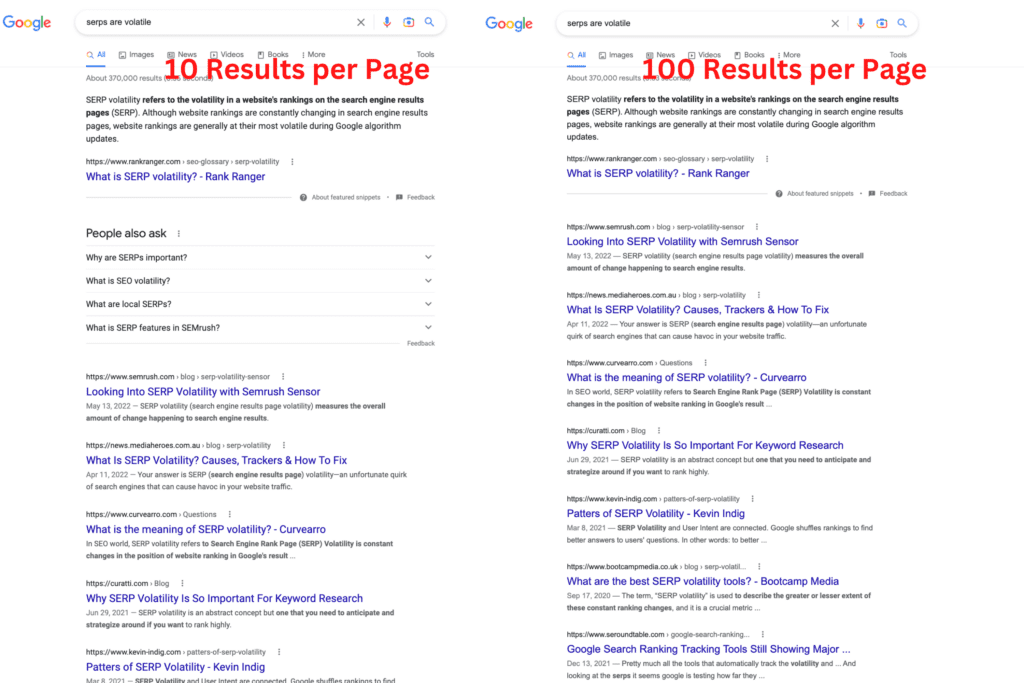 Google
serps are volatile
All Images News Videos Books More Tools
10 Results per Page
About 370,000 results
SERP volatility refers to the volatility in a website's rankings on the search engine results
pages (SERP). Although website rankings are constantly changing in search engine results
pages, website rankings are generally at their most volatile during Google algorithm
updates.
https://www.rankranger.com › seo-glossary › serp-volatility
What is SERP volatility? - Rank Ranger
About featured snippets • Feedback
People also ask
Why are SERPs important?
What is SEO volatility?
What are local SERPs?
What is SERP features in SEMrush?
Feedback
https://www.semrush.com › blog › serp-volatility-sensor
Looking Into SERP Volatility with Semrush Sensor
May 13, 2022 — SERP volatility (search engine results page volatility) measures the overall
amount of change happening to search engine results.
https://news.mediaheroes.com.au › blog › serp-volatility
What Is SERP Volatility? Causes, Trackers & How To Fix
Apr 11, 2022 — Your answer is SERP (search engine results page) volatility—an unfortunate quirk
of search engines that can cause havoc in your website traffic.
https://www.curvearro.com › Questions
What is the meaning of SERP volatility? - Curvearro
In SEO world, SERP volatility refers to Search Engine Rank Page (SERP) Volatility is constant
changes in the position of website ranking in Google's result ...
https://curatti.com › Blog
Why SERP Volatility Is So Important For Keyword Research
Jun 29, 2021 — SERP volatility is an abstract concept but one that you need to anticipate and
strategize around if you want to rank highly.
https://www.kevin-indig.com › patters-of-serp-volatility
Patters of SERP Volatility - Kevin Indig
Mar 8, 2021 — SERP Volatility and User Intent are connected. Google shuffles rankings to find
Google
serps are volatile
All Images News Videos Books More Tools
100 Results per Page
About 370,000 results
SERP volatility refers to the volatility in a website's rankings on the search engine results
pages (SERP). Although website rankings are constantly changing in search engine results
pages, website rankings are generally at their most volatile during Google algorithm
updates.
https://www.rankranger.com › seo-glossary › serp-volatility
What is SERP volatility? - Rank Ranger
About featured snippets • Feedback
https://www.semrush.com › blog › serp-volatility-sensor
Looking Into SERP Volatility with Semrush Sensor
May 13, 2022 — SERP volatility (search engine results page volatility) measures the overall
amount of change happening to search engine results.
https://news.mediaheroes.com.au › blog › serp-volatility
What Is SERP Volatility? Causes, Trackers & How To Fix
Apr 11, 2022 — Your answer is SERP (search engine results page) volatility—an unfortunate
quirk of search engines that can cause havoc in your website traffic.
https://www.curvearro.com › Questions
What is the meaning of SERP volatility? - Curvearro
In SEO world, SERP volatility refers to Search Engine Rank Page (SERP) Volatility is constant
changes in the position of website ranking in Google's result ...
https://curatti.com › Blog
Why SERP Volatility Is So Important For Keyword Research
Jun 29, 2021 — SERP volatility is an abstract concept but one that you need to anticipate and
strategize around if you want to rank highly.
https://www.kevin-indig.com › patters-of-serp-volatility
Patters of SERP Volatility - Kevin Indig
Mar 8, 2021 — SERP Volatility and User Intent are connected. Google shuffles rankings to find
better answers to users' questions. In other words: to better ...
https://www.bootcampmedia.co.uk › blog › serp-volatil...
What are the best SERP volatility tools? - Bootcamp Media
Sep 17, 2020 — The term, "SERP volatility" is used to describe the greater or lesser extent of
these constant ranking changes, and it is a crucial metric ...
https://www.seroundtable.com › google-search-ranking...
Google Search Ranking Tracking Tools Still Showing Major ...
Dec 13, 2021 — Pretty much all the tools that automatically track the volatility and ... And
looking at the serps it seems google is testing how far they ...